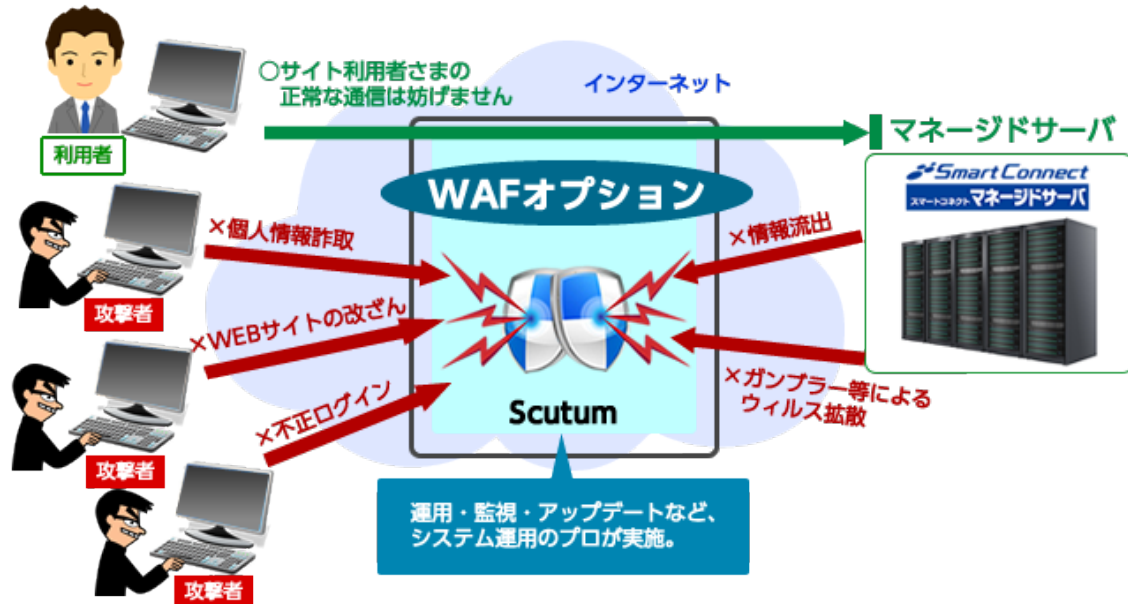 ○サイト利用者さまの
正常な通信は妨げません
インターネット
利用者
マネージドサーバ
SmartConnect
スマートコネクト マネージドサーバ
WAFオプション
×個人情報詐取
×情報流出
攻撃者
×WEBサイトの改ざん
×ガンブラー等による
ウィルス拡散
×不正ログイン
Scutum
攻撃者
運用・監視・アップデートなど、
システム運用のプロが実施。
攻撃者